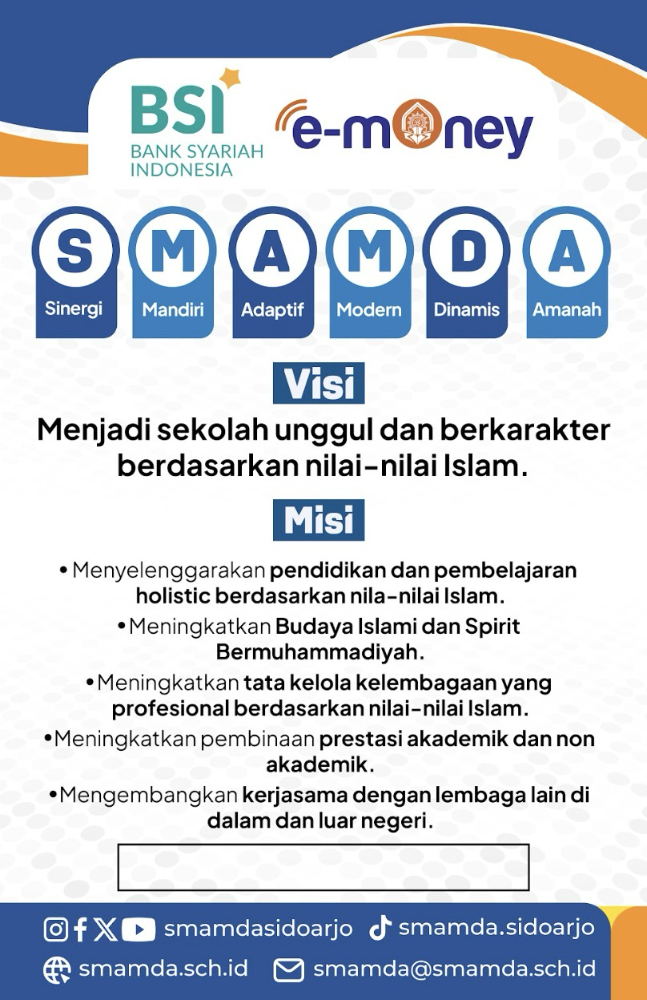 BSI
BANK SYARIAH
INDONESIA
e-money
S M A M D A
Sinergi Mandiri Adaptif Modern Dinamis Amanah
Visi
Menjadi sekolah unggul dan berkarakter
berdasarkan nilai-nilai Islam.
Misi
• Menyelenggarakan pendidikan dan pembelajaran
holistic berdasarkan nila-nilai Islam.
• Meningkatkan Budaya Islami dan Spirit
Bermuhammadiyah.
• Meningkatkan tata kelola kelembagaan yang
profesional berdasarkan nilai-nilai Islam.
• Meningkatkan pembinaan prestasi akademik dan non
akademik.
• Mengembangkan kerjasama dengan lembaga lain di
dalam dan luar negeri.
smamdasidoarjo smamda.sidoarjo
smamda.sch.id smamda@smamda.sch.id